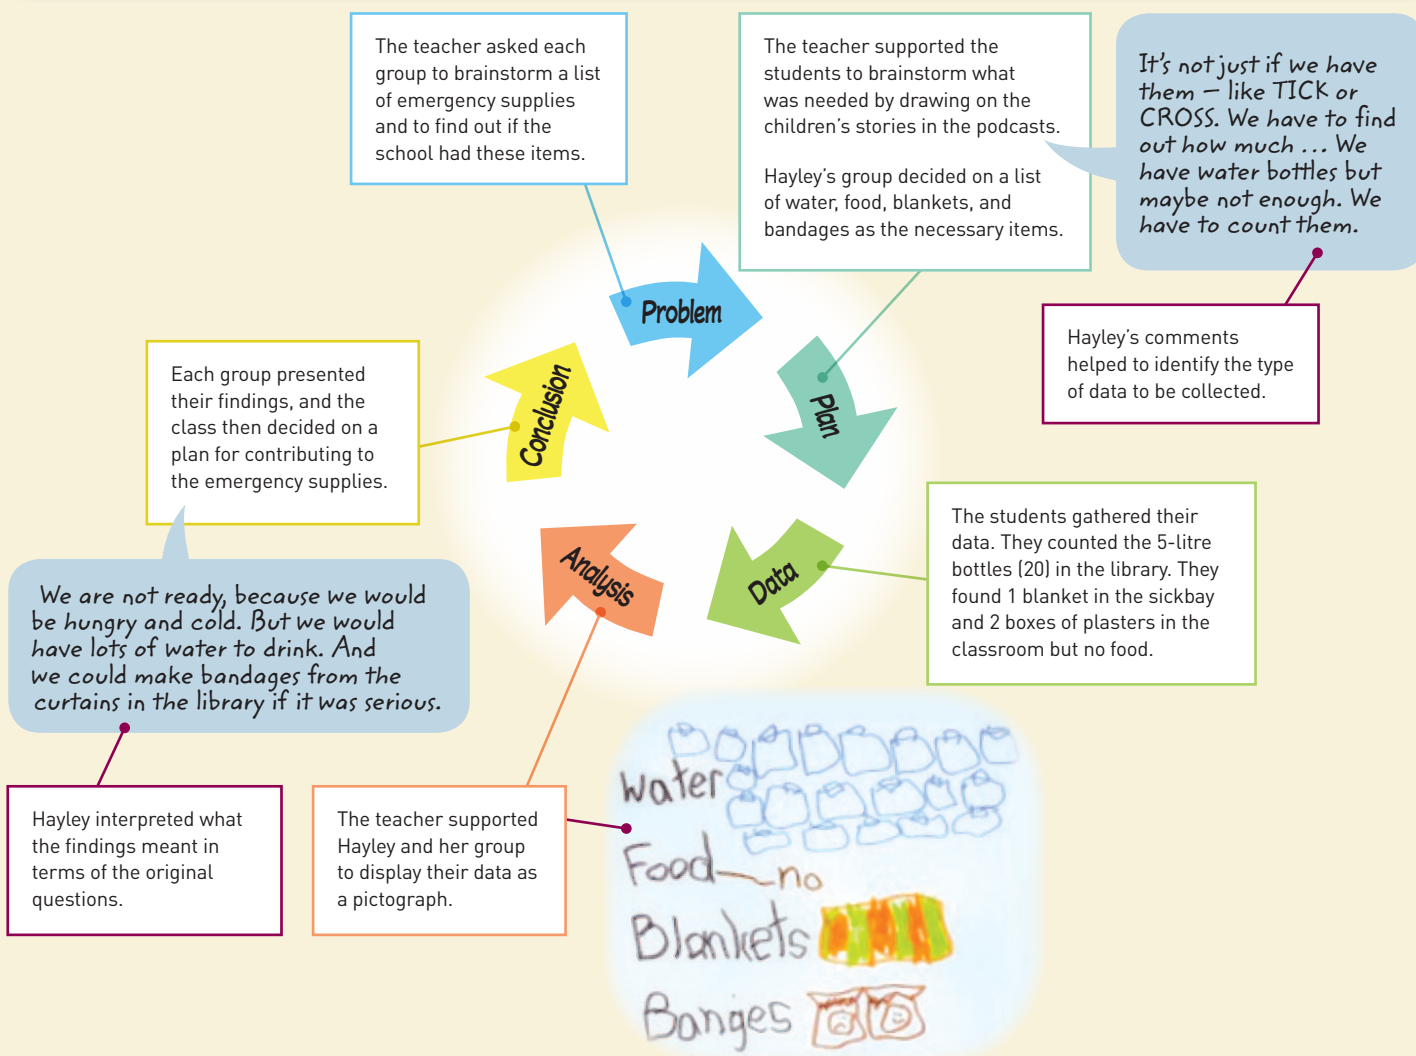 The teacher asked each
group to brainstorm a list
of emergency supplies
and to find out if the
school had these items.
The teacher supported the
students to brainstorm what
was needed by drawing on the
children's stories in the podcasts.
Hayley's group decided on a list
of water, food, blankets, and
bandages as the necessary items.
It's not just if we have
them – like TICK or
CROSS. We have to find
out how much ... We
have water bottles but
maybe not enough. We
have to count them.
Hayley's comments
helped to identify the type
of data to be collected.
Problem
Plan
Data
Analysis
Conclusion
The students gathered their
data. They counted the 5-litre
bottles (20) in the library. They
found 1 blanket in the sickbay
and 2 boxes of plasters in the
classroom but no food.
Each group presented
their findings, and the
class then decided on a
plan for contributing to
the emergency supplies.
We are not ready, because we would
be hungry and cold. But we would
have lots of water to drink. And
we could make bandages from the
curtains in the library if it was serious.
Hayley interpreted what
the findings meant in
terms of the original
questions.
The teacher supported
Hayley and her group
to display their data as
a pictograph.
water
Food no
Blankets
Banges